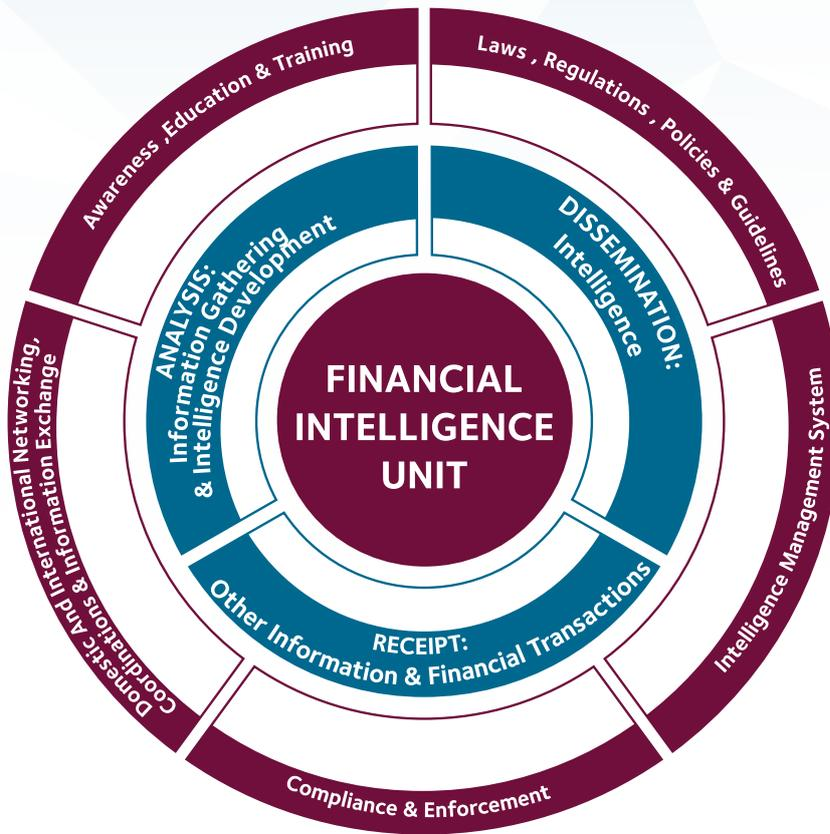 Awareness ,Education & Training
Laws , Regulations , Policies & Guidelines
ANALYSIS:
Information Gathering
& Intelligence Development
DISSEMINATION:
Intelligence
FINANCIAL
INTELLIGENCE
UNIT
Domestic And International Networking,
Coordinations & Information Exchange
Intelligence Management System
RECEIPT:
Other Information & Financial Transactions
Compliance & Enforcement